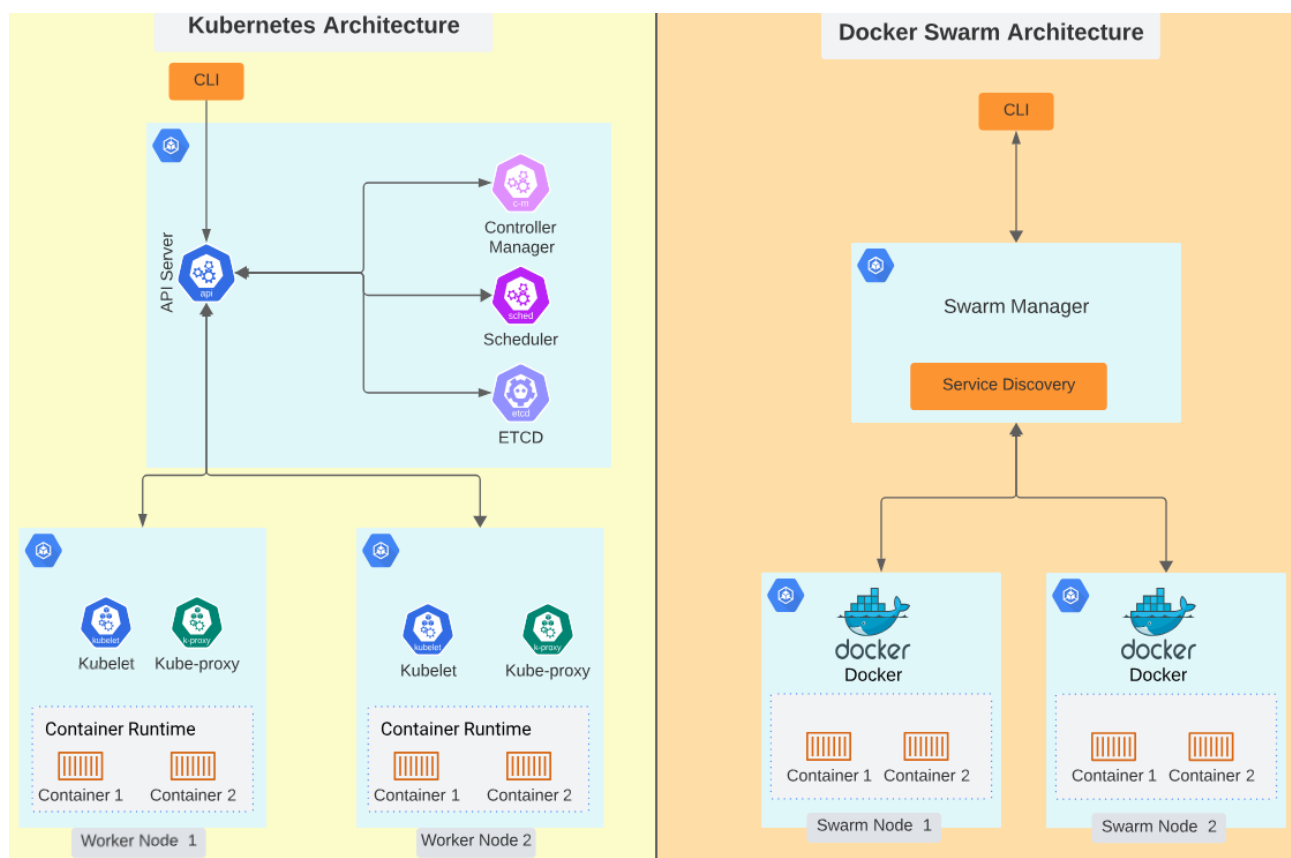 Kubernetes Architecture
CLI
API Server
api
c-m
Controller
Manager
sched
Scheduler
etcd
ETCD
kubelet
Kubelet
k-proxy
Kube-proxy
Container Runtime
Container 1
Container 2
Worker Node 1
kubelet
Kubelet
k-proxy
Kube-proxy
Container Runtime
Container 1
Container 2
Worker Node 2
Docker Swarm Architecture
CLI
Swarm Manager
Service Discovery
docker
Docker
Container 1
Container 2
Swarm Node 1
docker
Docker
Container 1
Container 2
Swarm Node 2